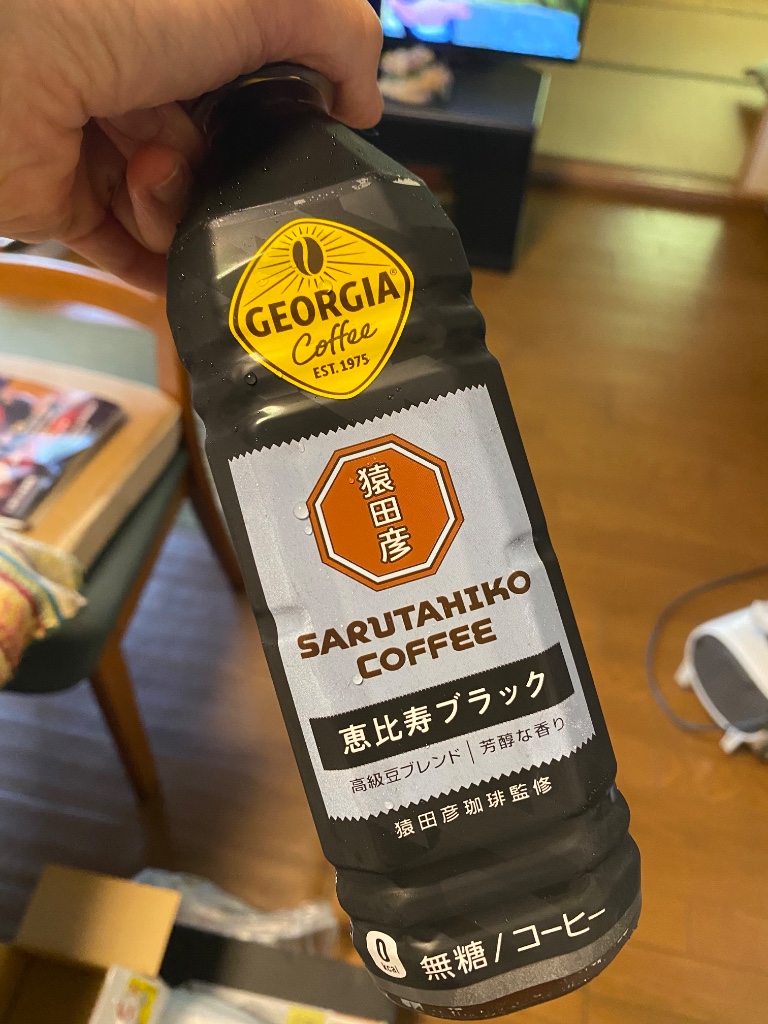 GEORGIA®
Coffee
EST. 1975
猿田彦
SARUTAHIKO
COFFEE
恵比寿ブラック
高級豆ブレンド | 芳醇な香り
猿田彦珈琲監修
0
kcal
無糖/コーヒー